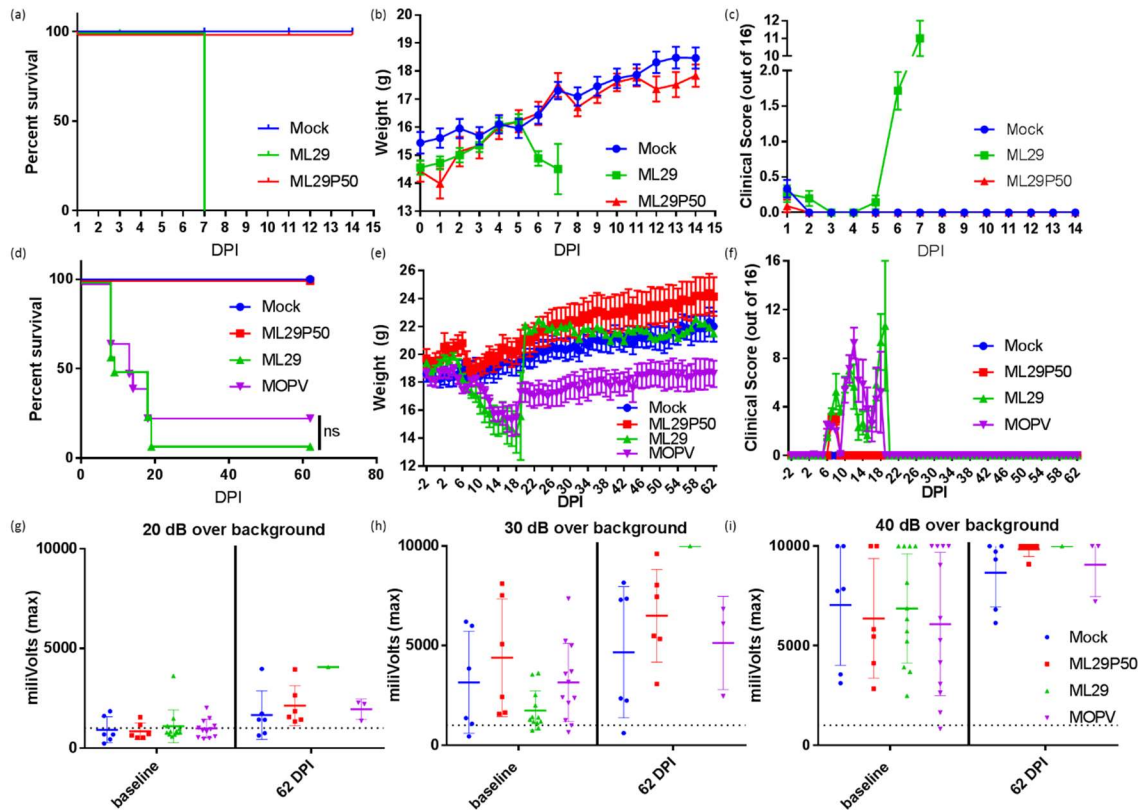 (a)
Percent survival
100
50
0
Mock
ML29
ML29P50
1 2 3 4 5 6 7 8 9 10 11 12 13 14 15
DPI
(b)
Weight (g)
19
18
17
16
15
14
13
Mock
ML29
ML29P50
0 1 2 3 4 5 6 7 8 9 10 11 12 13 14 15
DPI
(c)
Clinical Score (out of 16)
12
11
2.0
1.6
1.2
0.8
0.4
0.0
Mock
ML29
ML29P50
1 2 3 4 5 6 7 8 9 10 11 12 13 14
DPI
(d)
Percent survival
100
50
0
Mock
ML29P50
ML29
MOPV
ns
0 20 40 60 80
DPI
(e)
Weight (g)
26
24
22
20
18
16
14
12
Mock
ML29P50
ML29
MOPV
-2 2 6 10 14 18 22 26 30 34 38 42 46 50 54 58 62
DPI
(f)
Clinical Score (out of 16)
16
12
8
4
0
Mock
ML29P50
ML29
MOPV
-2 2 6 10 14 18 22 26 30 34 38 42 46 50 54 58 62
DPI
(g)
20 dB over background
miliVolts (max)
10000
5000
0
baseline
62 DPI
(h)
30 dB over background
miliVolts (max)
10000
5000
0
baseline
62 DPI
(i)
40 dB over background
miliVolts (max)
10000
5000
0
Mock
ML29P50
ML29
MOPV
baseline
62 DPI